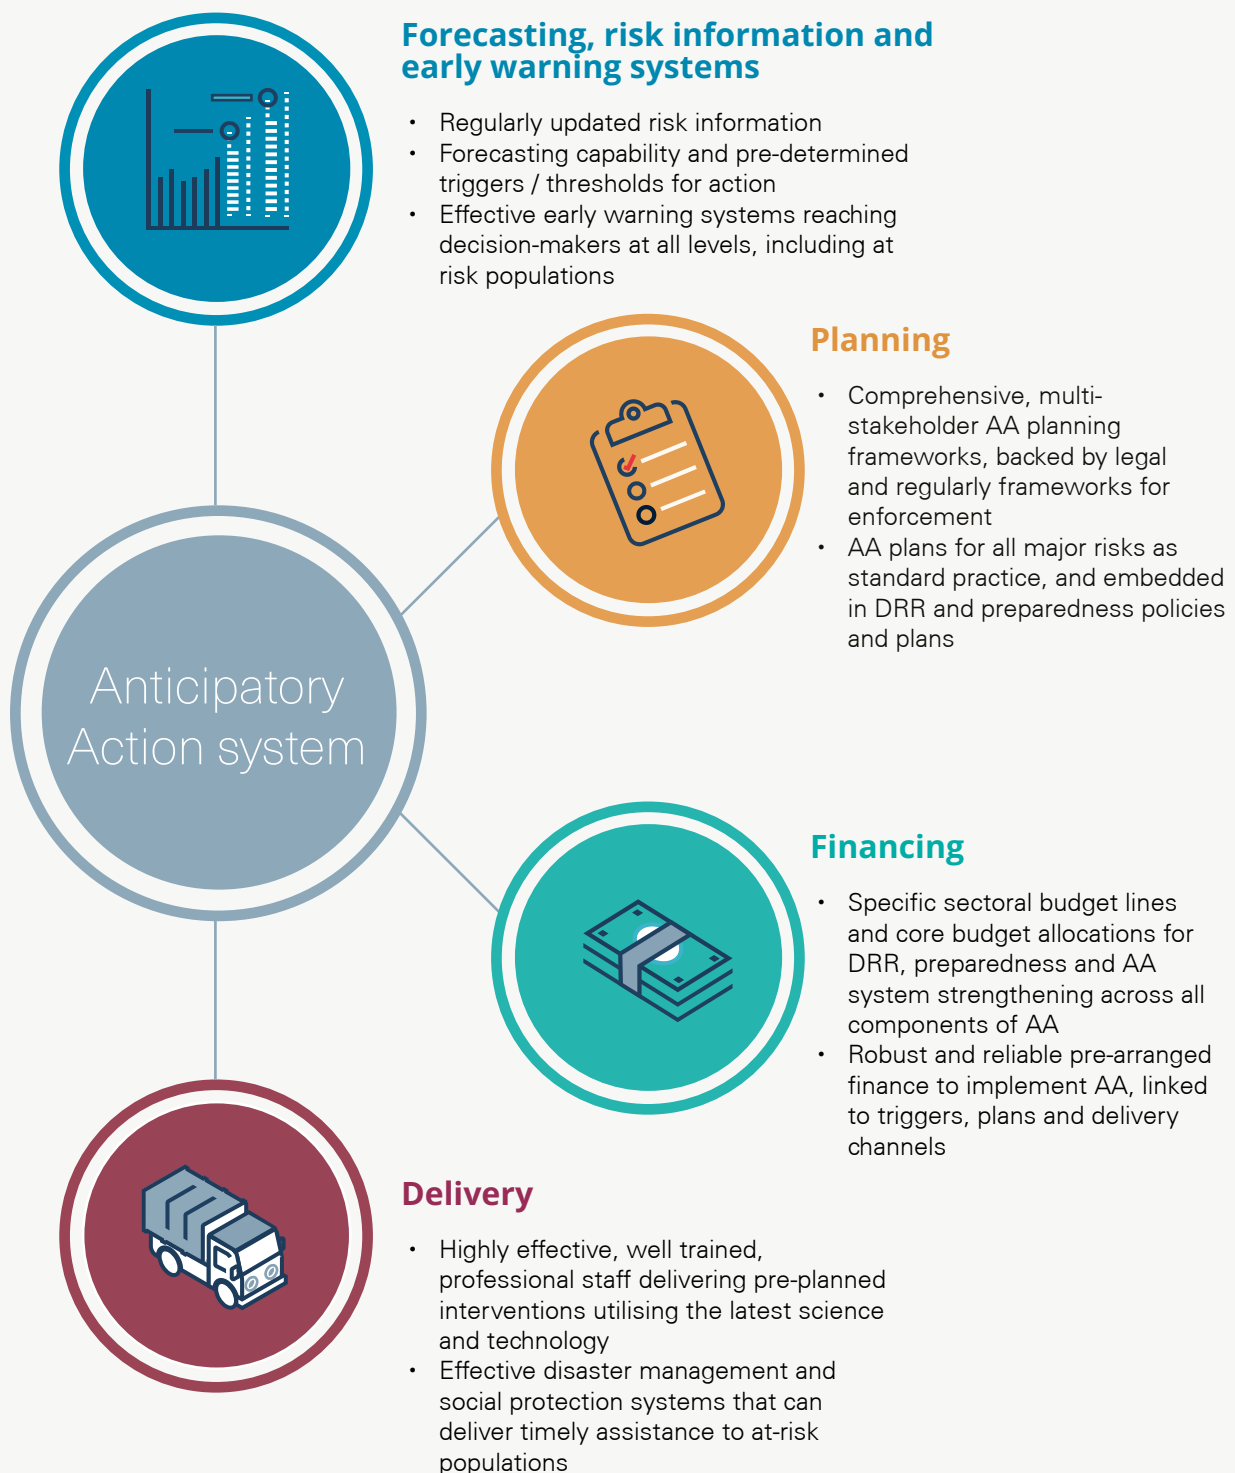 Forecasting, risk information and
early warning systems
• Regularly updated risk information
• Forecasting capability and pre-determined
triggers / thresholds for action
• Effective early warning systems reaching
decision-makers at all levels, including at
risk populations
Planning
• Comprehensive, multi-
stakeholder AA planning
frameworks, backed by legal
and regularly frameworks for
enforcement
• AA plans for all major risks as
standard practice, and embedded
in DRR and preparedness policies
and plans
Anticipatory
Action system
Financing
• Specific sectoral budget lines
and core budget allocations for
DRR, preparedness and AA
system strengthening across all
components of AA
• Robust and reliable pre-arranged
finance to implement AA, linked
to triggers, plans and delivery
channels
Delivery
• Highly effective, well trained,
professional staff delivering pre-planned
interventions utilising the latest science
and technology
• Effective disaster management and
social protection systems that can
deliver timely assistance to at-risk
populations